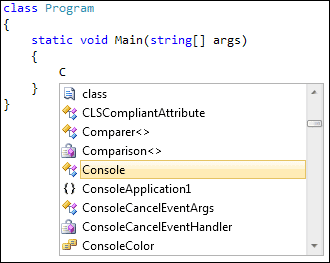 class Program
{
static void Main(string[] args)
{
C
}
}
class
CLSCompliantAttribute
Comparer<>
Comparison<>
Console
{} ConsoleApplication1
ConsoleCancelEventArgs
ConsoleCancelEventHandler
ConsoleColor